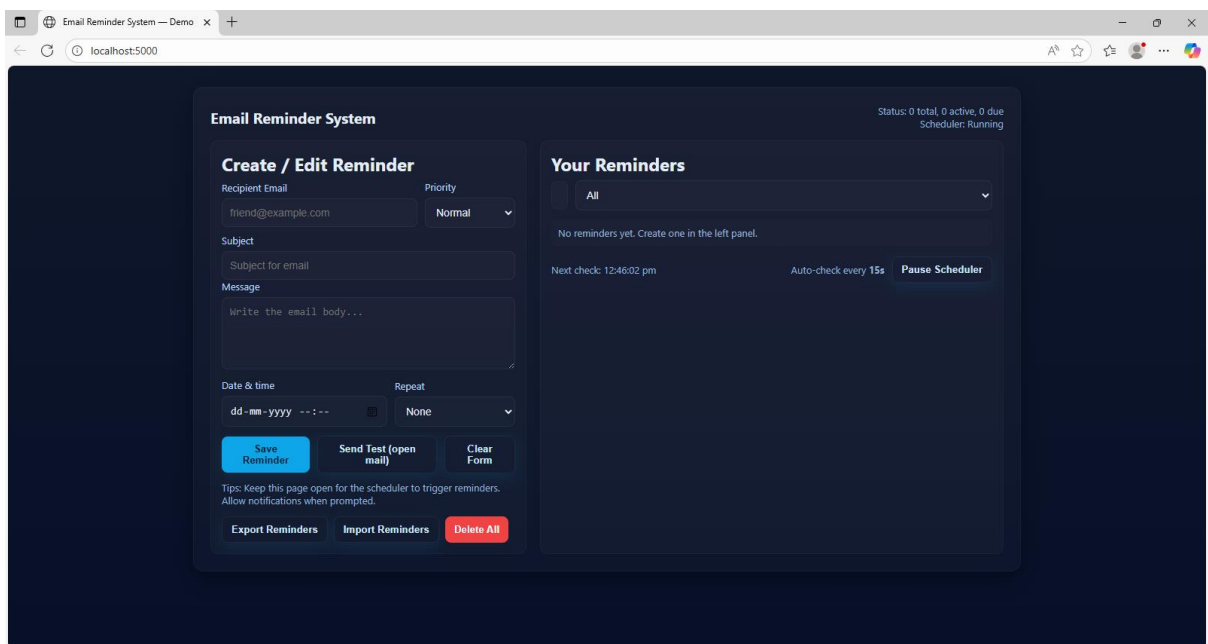 Email Reminder System — Demo
localhost:5000
Email Reminder System
Status: 0 total, 0 active, 0 due
Scheduler: Running
Create / Edit Reminder
Recipient Email
Priority
friend@example.com
Normal
Subject
Subject for email
Message
Write the email body...
Date & time
Repeat
dd-mm-yyyy --:--
None
Save
Reminder
Send Test (open
mail)
Clear
Form
Tips: Keep this page open for the scheduler to trigger reminders.
Allow notifications when prompted.
Export Reminders
Import Reminders
Delete All
Your Reminders
All
No reminders yet. Create one in the left panel.
Next check: 12:46:02 pm
Auto-check every 15s
Pause Scheduler